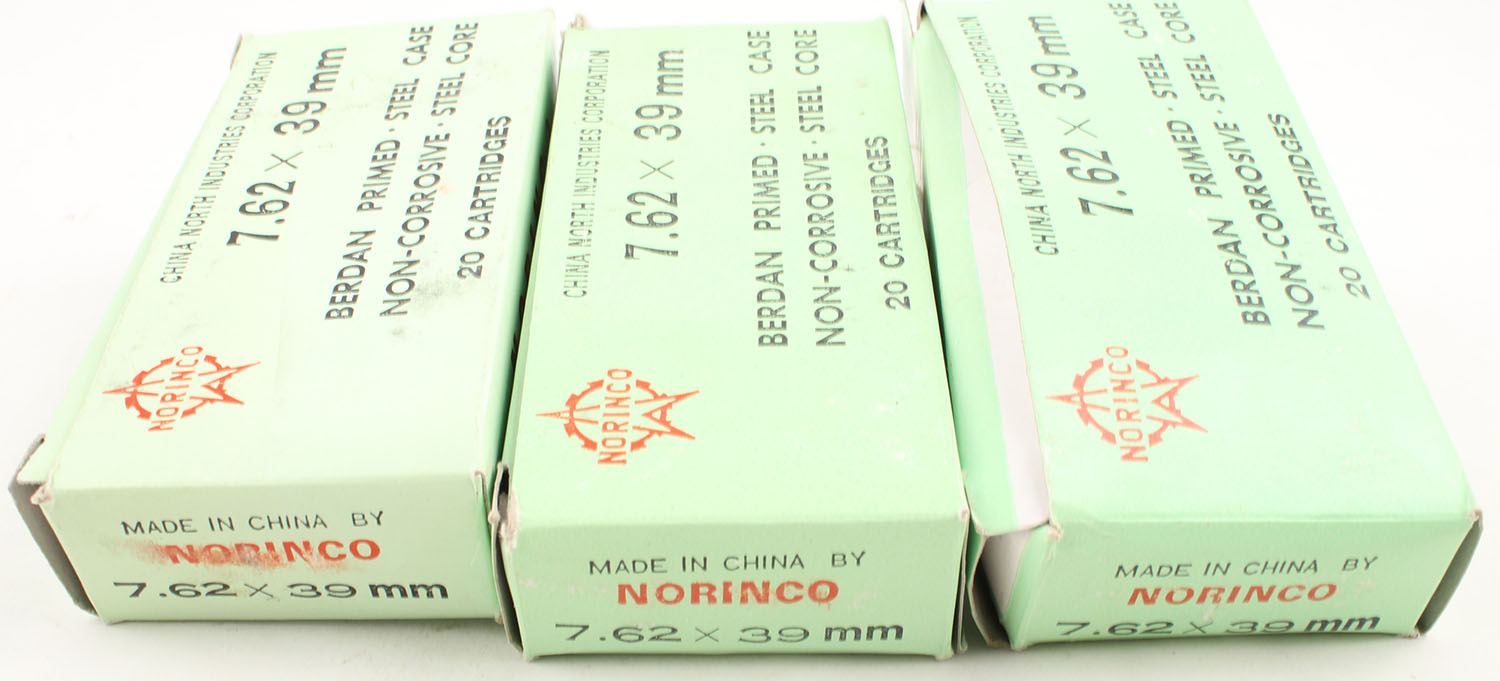 CHINA NORTH INDUSTRIES CORPORATION
7.62 × 39 mm
BERDAN PRIMED · STEEL CASE
NON-CORROSIVE · STEEL CORE
20 CARTRIDGES
NORINCO
MADE IN CHINA BY
NORINCO
7.62 × 39 mm
CHINA NORTH INDUSTRIES CORPORATION
7.62 × 39 mm
BERDAN PRIMED · STEEL CASE
NON-CORROSIVE · STEEL CORE
20 CARTRIDGES
NORINCO
MADE IN CHINA BY
NORINCO
7.62 × 39 mm
CHINA NORTH INDUSTRIES CORPORATION
7.62 × 39 mm
BERDAN PRIMED · STEEL CASE
NON-CORROSIVE · STEEL CORE
20 CARTRIDGES
NORINCO
MADE IN CHINA BY
NORINCO
7.62 × 39 mm